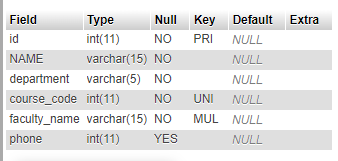 Field Type Null Key Default Extra
id int(11) NO PRI NULL
NAME varchar(15) NO NULL
department varchar(5) NO NULL
course_code int(11) NO UNI NULL
faculty_name varchar(15) NO MUL NULL
phone int(11) YES NULL